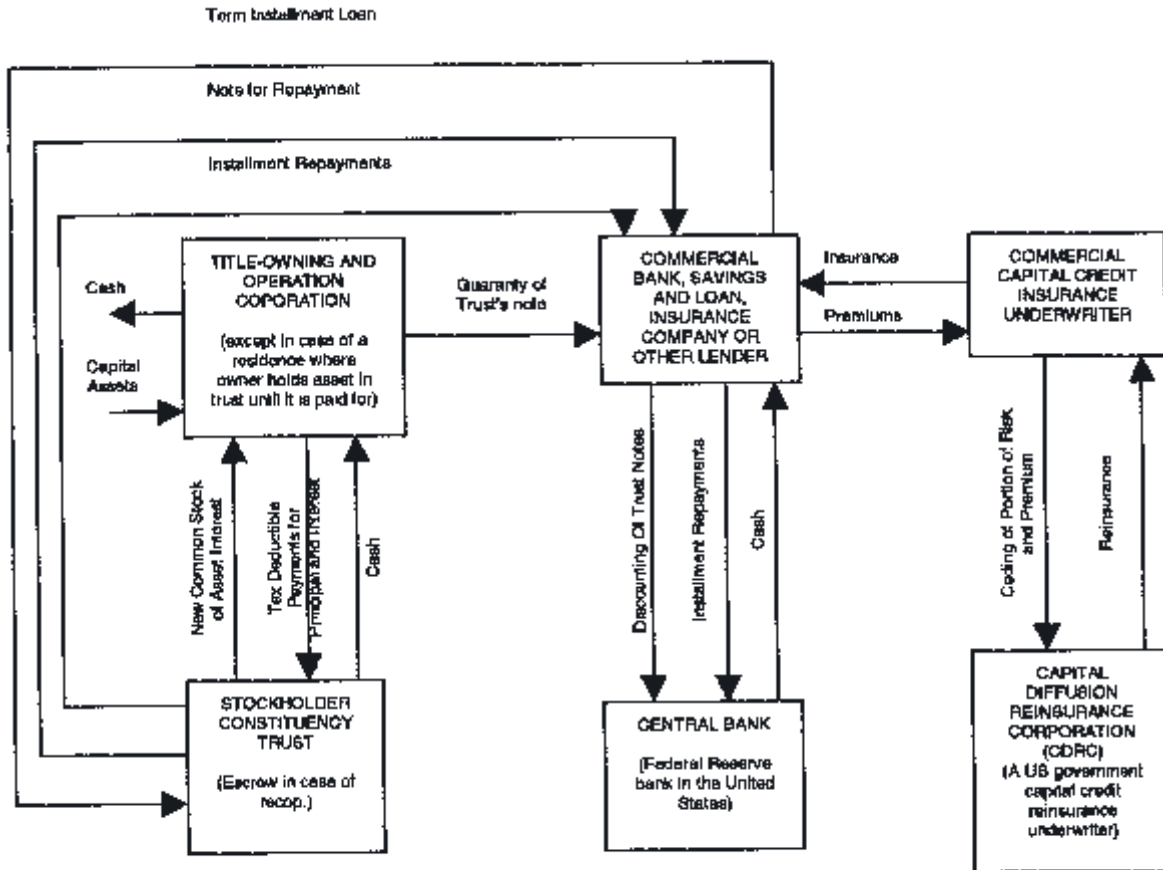 Term Installment Loan
Note for Repayment
Installment Repayments
TITLE-OWNING AND
OPERATION
COPORATION
(except in case of a
residence where
owner holds asset in
trust until it is paid for)
Cash
Capital
Assets
Guaranty of
Trust's note
COMMERCIAL
BANK, SAVINGS
AND LOAN,
INSURANCE
COMPANY OR
OTHER LENDER
Insurance
Premiums
COMMERCIAL
CAPITAL CREDIT
INSURANCE
UNDERWRITER
New Common Stock
of Asset Interest
Tex Deductible
Payments for
Principal and Interest
Cash
Discounting Of Trust Notes
Installment Repayments
Cash
Ceding of Portion of Risk
and Premium
Reinsurance
STOCKHOLDER
CONSTITUENCY
TRUST
(Escrow in case of
recop.)
CENTRAL BANK
(Federal Reserve
bank in the United
States)
CAPITAL
DIFFUSION
REINSURANCE
CORPORATION
(CDRC)
(A US government
capital credit
reinsurance
underwriter)